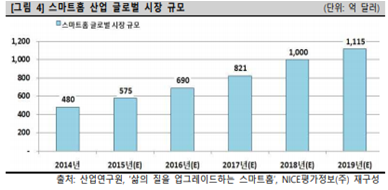 [그림 4] 스마트홈 산업 글로벌 시장 규모 (단위: 억 달러)
스마트홈 글로벌 시장 규모
1,200
1,000
800
600
400
200
-
480 575 690 821 1,000 1,115
2014년 2015년(E) 2016년(E) 2017년(E) 2018년(E) 2019년(E)
출처: 산업연구원, '삶의 질을 업그레이드하는 스마트홈', NICE평가정보(주) 재구성